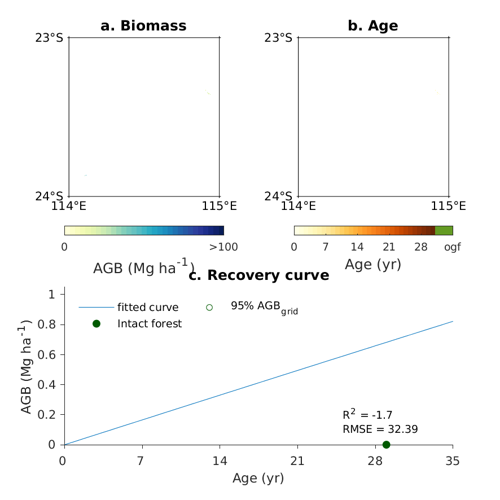 a. Biomass
b. Age
23°S
23°S
24°S
24°S
114°E
115°E
114°E
115°E
0
>100
0
7
14
21
28
ogf
AGB (Mg ha-1)
Age (yr)
c. Recovery curve
fitted curve
95% AGBgrid
Intact forest
AGB (Mg ha-1)
1
0.8
0.6
0.4
0.2
0
R2 = -1.7
RMSE = 32.39
0
7
14
21
28
35
Age (yr)